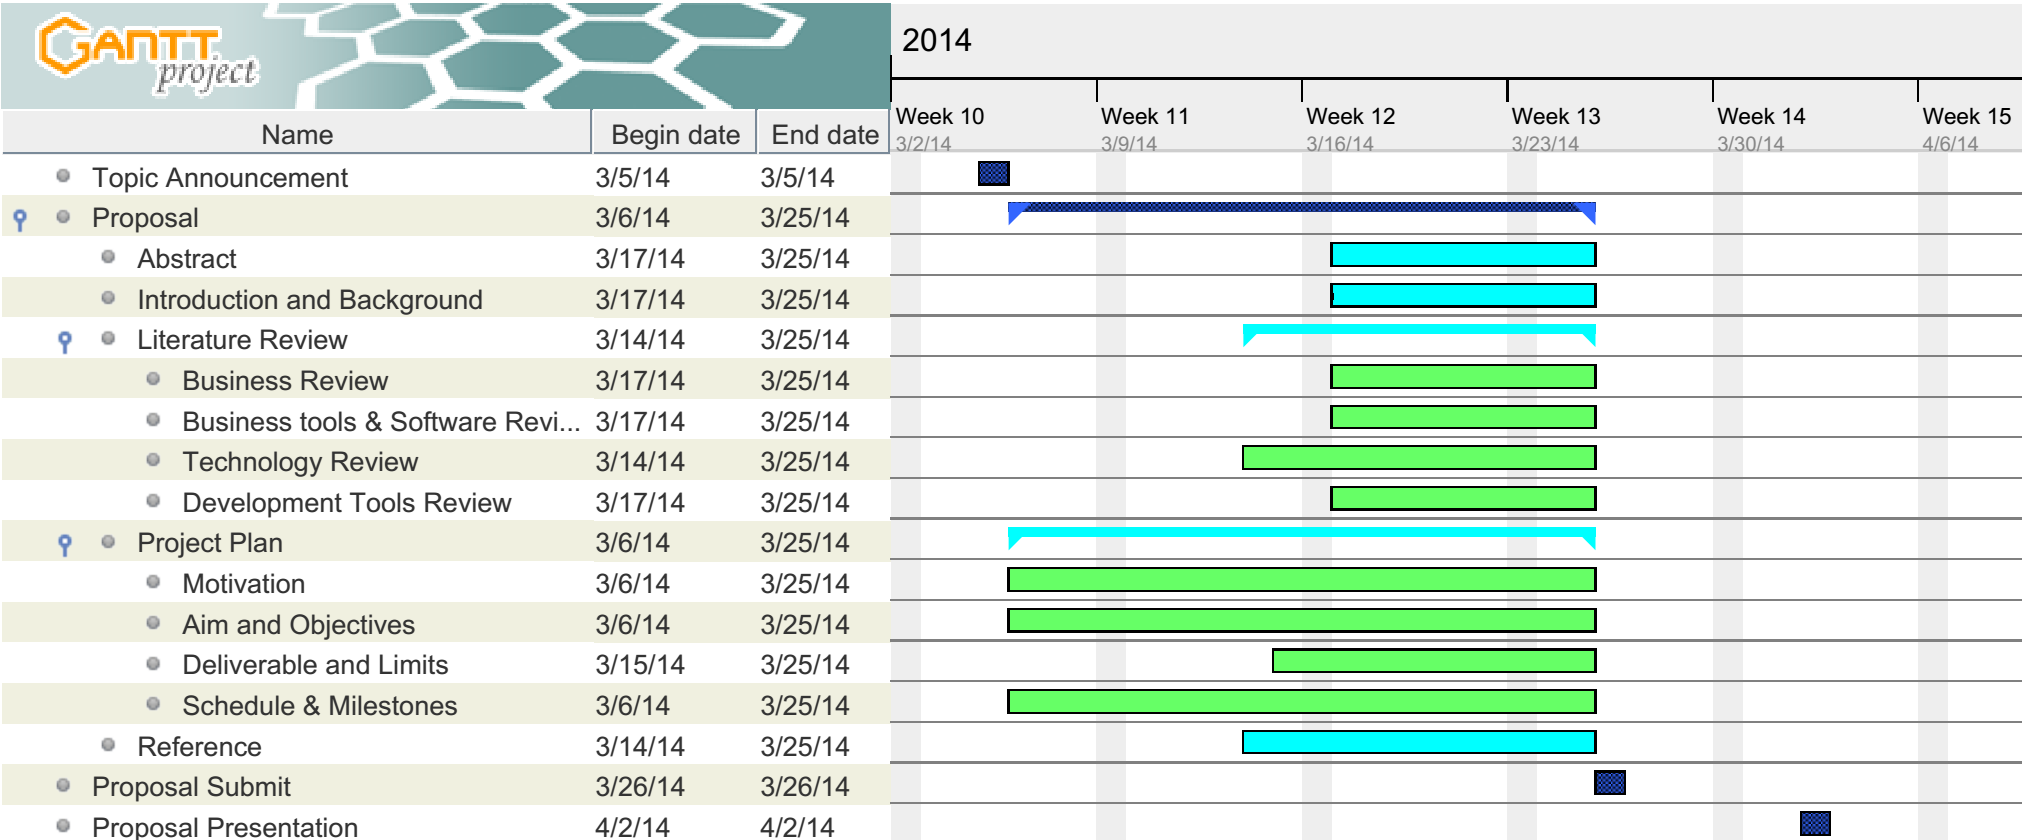 GANTT
project
2014
Week 10 Week 11 Week 12 Week 13 Week 14 Week 15
3/2/14 3/9/14 3/16/14 3/23/14 3/30/14 4/6/14
Name Begin date End date
Topic Announcement 3/5/14 3/5/14
Proposal 3/6/14 3/25/14
Abstract 3/17/14 3/25/14
Introduction and Background 3/17/14 3/25/14
Literature Review 3/14/14 3/25/14
Business Review 3/17/14 3/25/14
Business tools & Software Revi... 3/17/14 3/25/14
Technology Review 3/14/14 3/25/14
Development Tools Review 3/17/14 3/25/14
Project Plan 3/6/14 3/25/14
Motivation 3/6/14 3/25/14
Aim and Objectives 3/6/14 3/25/14
Deliverable and Limits 3/15/14 3/25/14
Schedule & Milestones 3/6/14 3/25/14
Reference 3/14/14 3/25/14
Proposal Submit 3/26/14 3/26/14
Proposal Presentation 4/2/14 4/2/14